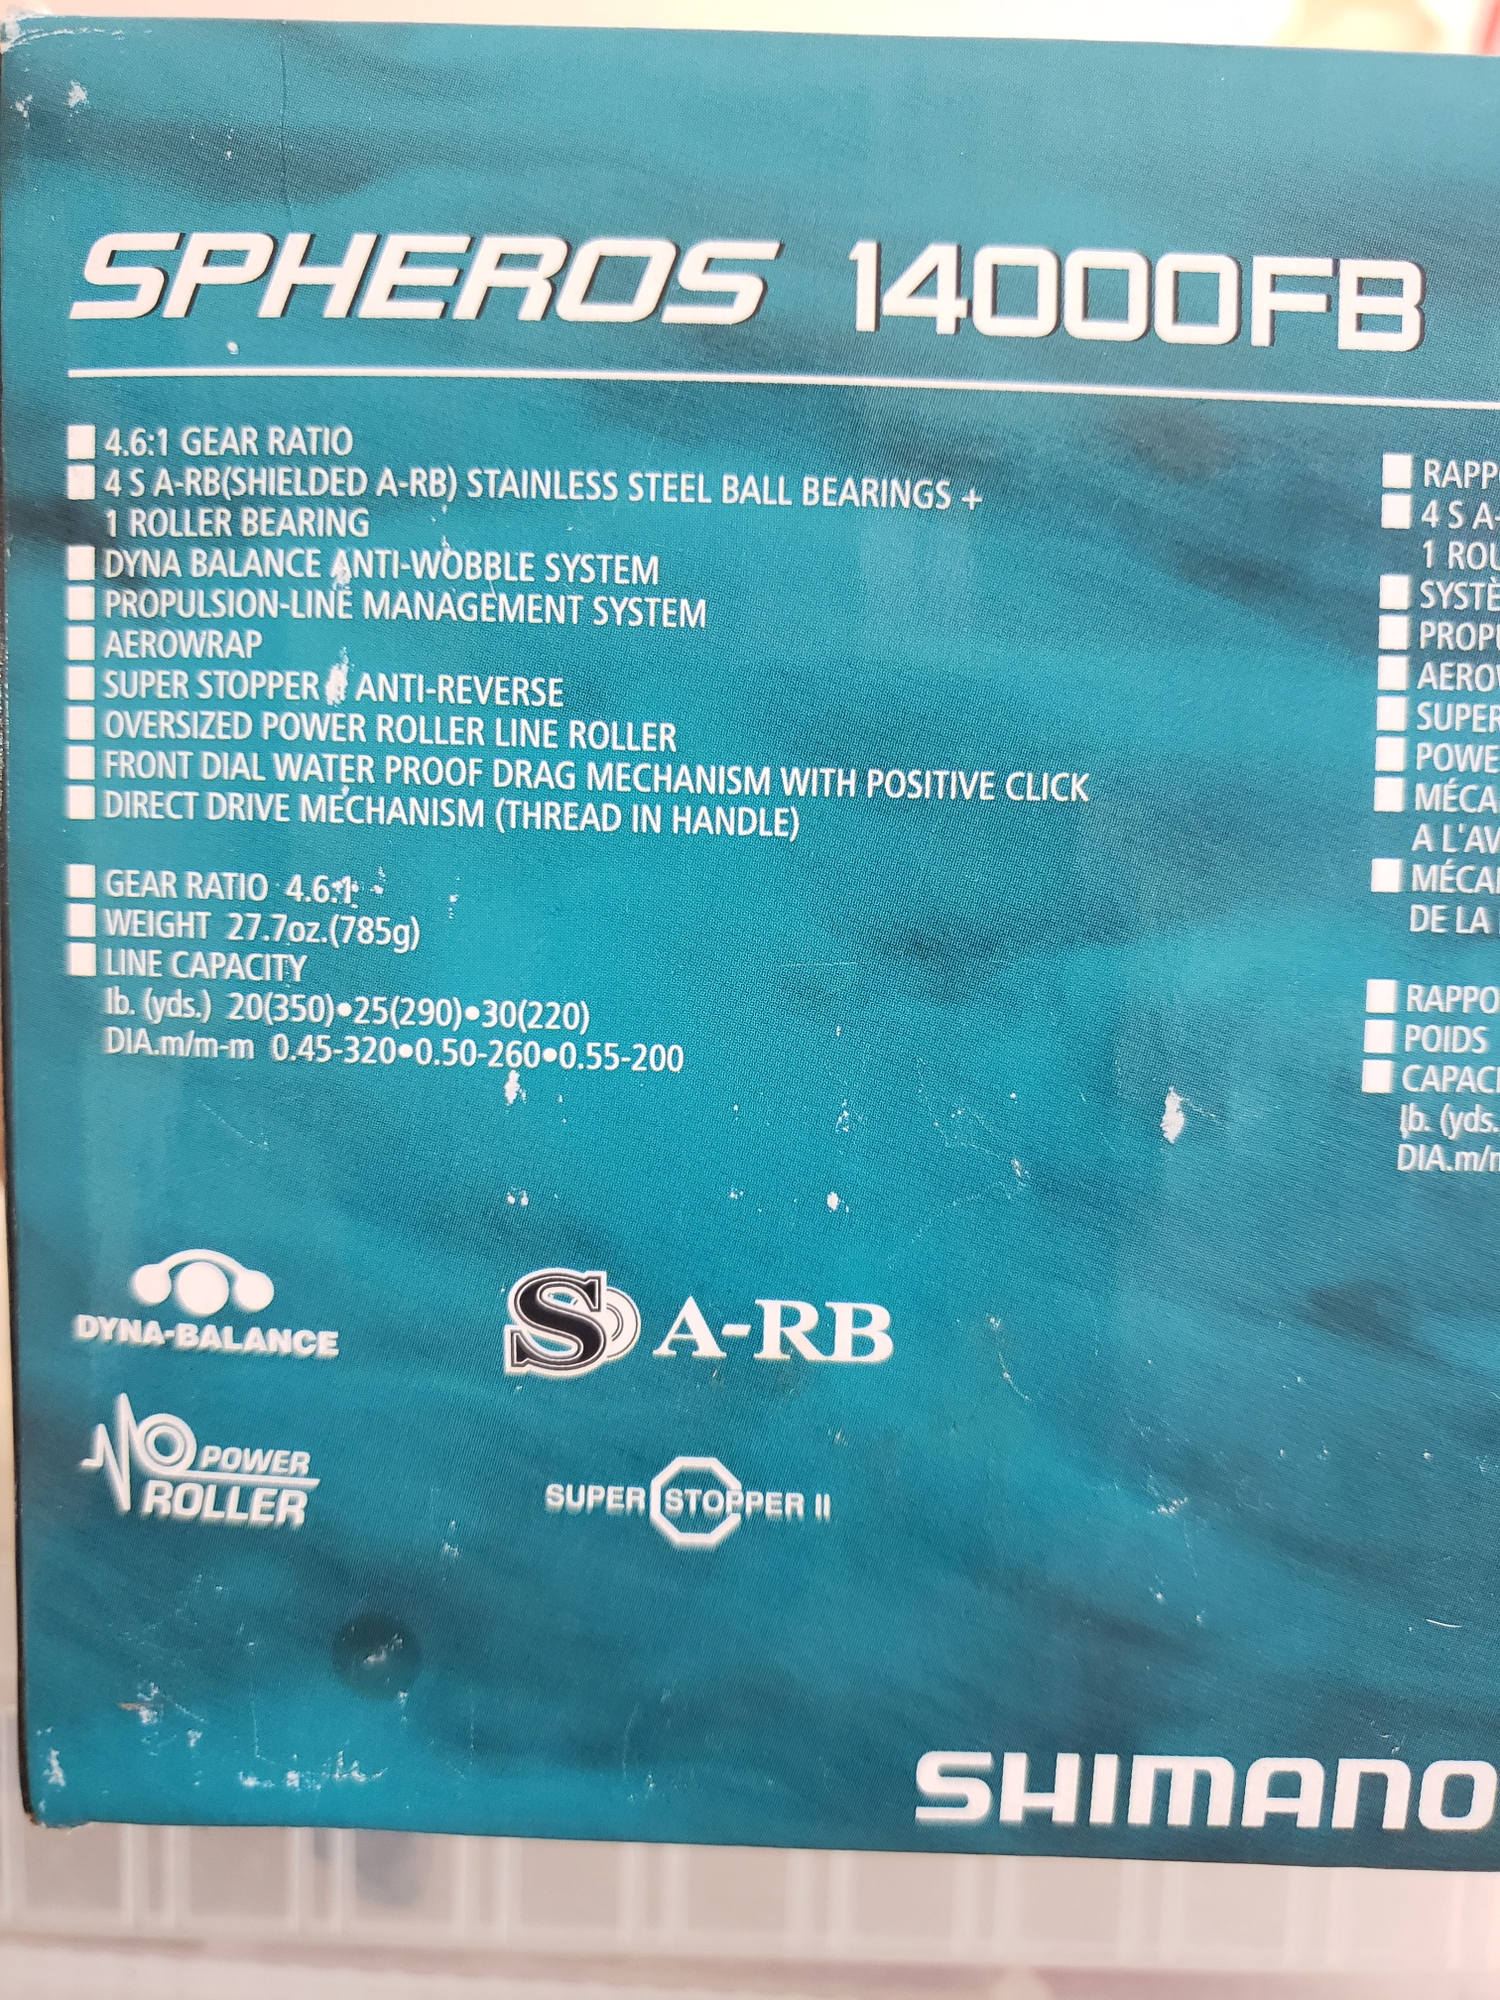 SPHEROS 14000FB
4.6:1 GEAR RATIO
4 S A-RB(SHIELDED A-RB) STAINLESS STEEL BALL BEARINGS +
1 ROLLER BEARING
DYNA BALANCE ANTI-WOBBLE SYSTEM
PROPULSION-LINE MANAGEMENT SYSTEM
AEROWRAP
SUPER STOPPER ANTI-REVERSE
OVERSIZED POWER ROLLER LINE ROLLER
FRONT DIAL WATER PROOF DRAG MECHANISM WITH POSITIVE CLICK
DIRECT DRIVE MECHANISM (THREAD IN HANDLE)
GEAR RATIO 4.6:1
WEIGHT 27.7oz.(785g)
LINE CAPACITY
lb. (yds.) 20(350)•25(290)•30(220)
DIA.m/m-m 0.45-320•0.50-260•0.55-200
RAPP
4 S A-
1 ROU
SYSTÈ
PROPU
AEROW
SUPER
POWE
MÉCA
A L'AV
MÉCAN
DE LA
RAPPO
POIDS
CAPACI
lb. (yds.
DIA.m/m
DYNA-BALANCE
S A-RB
POWER
ROLLER
SUPER STOPPER II
SHIMANO